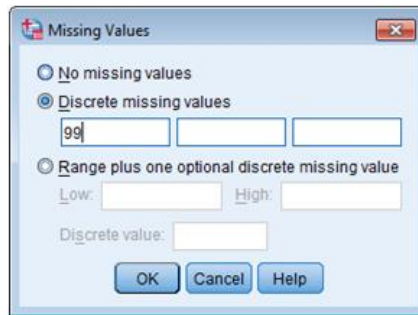 Missing Values
No missing values
Discrete missing values
99
Range plus one optional discrete missing value
Low: High:
Discrete value:
OK Cancel Help